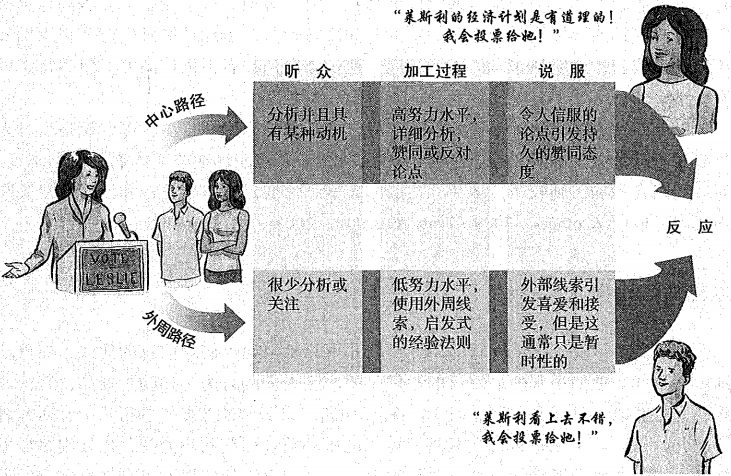 “莱斯利的经济计划是有道理的！
我会投票给她！”
听 众
加工过程
说 服
中心路径
分析并且具
有某种动机
高努力水平，
详细分析，
赞同或反对
论点
令人信服的
论点引发持
久的赞同态
度
VOTE
LESLIE
反 应
外周路径
很少分析或
关注
低努力水平，
使用外周线
索，启发式
的经验法则
外部线索引
发喜爱和接
受，但是这
通常只是暂
时性的
“莱斯利看上去不错，
我会投票给她！”